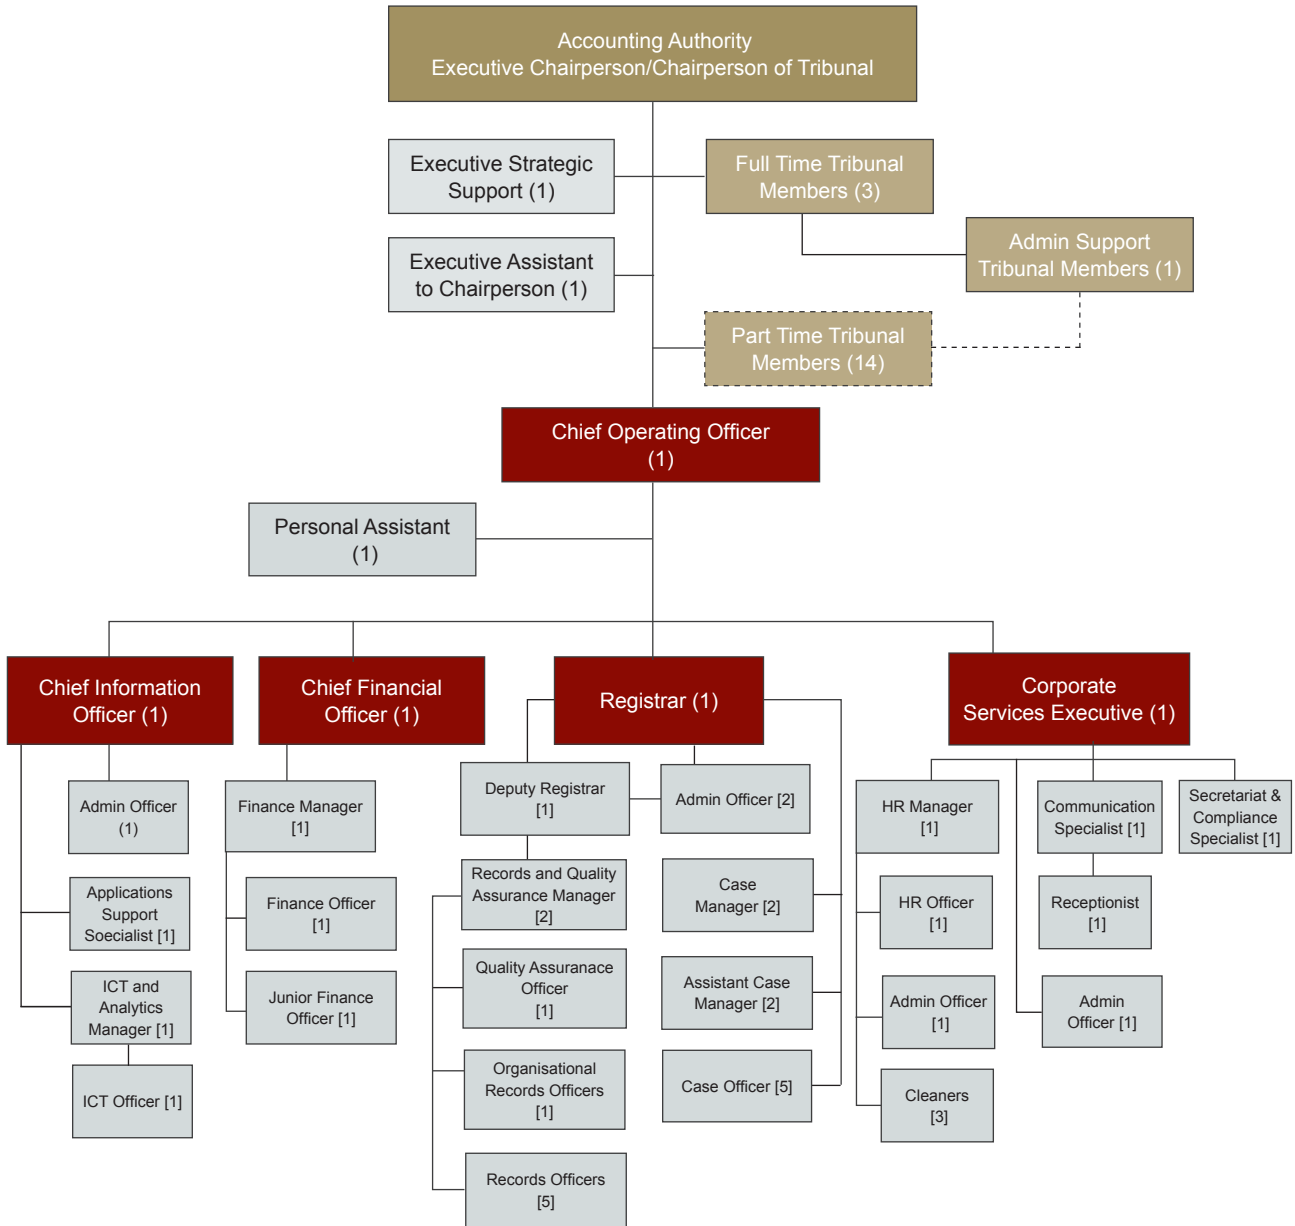 Accounting Authority
Executive Chairperson/Chairperson of Tribunal
Executive Strategic
Support (1)
Full Time Tribunal
Members (3)
Executive Assistant
to Chairperson (1)
Admin Support
Tribunal Members (1)
Part Time Tribunal
Members (14)
Chief Operating Officer
(1)
Personal Assistant
(1)
Chief Information
Officer (1)
Chief Financial
Officer (1)
Registrar (1)
Corporate
Services Executive (1)
Admin Officer
(1)
Applications
Support
Soecialist [1]
ICT and
Analytics
Manager [1]
ICT Officer [1]
Finance Manager
[1]
Finance Officer
[1]
Junior Finance
Officer [1]
Deputy Registrar
[1]
Admin Officer [2]
Records and Quality
Assurance Manager
[2]
Quality Assuranace
Officer
[1]
Organisational
Records Officers
[1]
Records Officers
[5]
Case
Manager [2]
Assistant Case
Manager [2]
Case Officer [5]
HR Manager
[1]
HR Officer
[1]
Admin Officer
[1]
Cleaners
[3]
Communication
Specialist [1]
Receptionist
[1]
Admin
Officer [1]
Secretariat &
Compliance
Specialist [1]